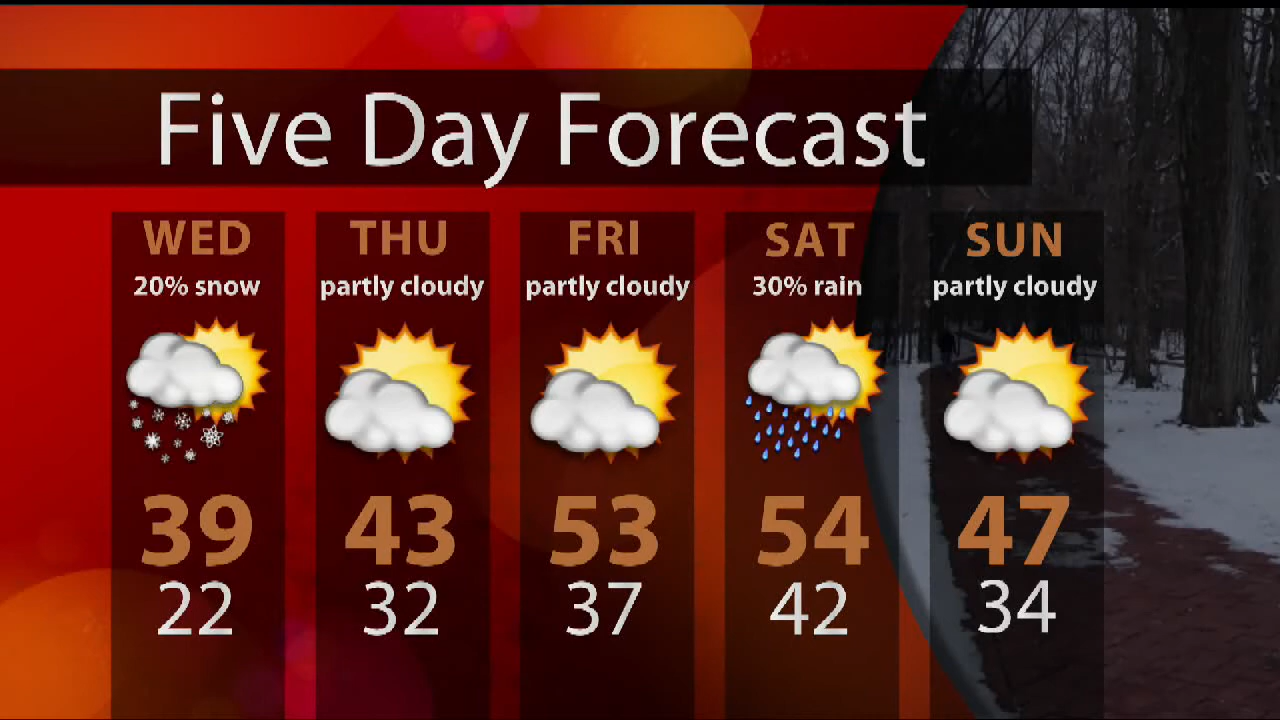 Five Day Forecast
WED THU FRI SAT SUN
20% snow partly cloudy partly cloudy 30% rain partly cloudy
39 43 53 54 47
22 32 37 42 34